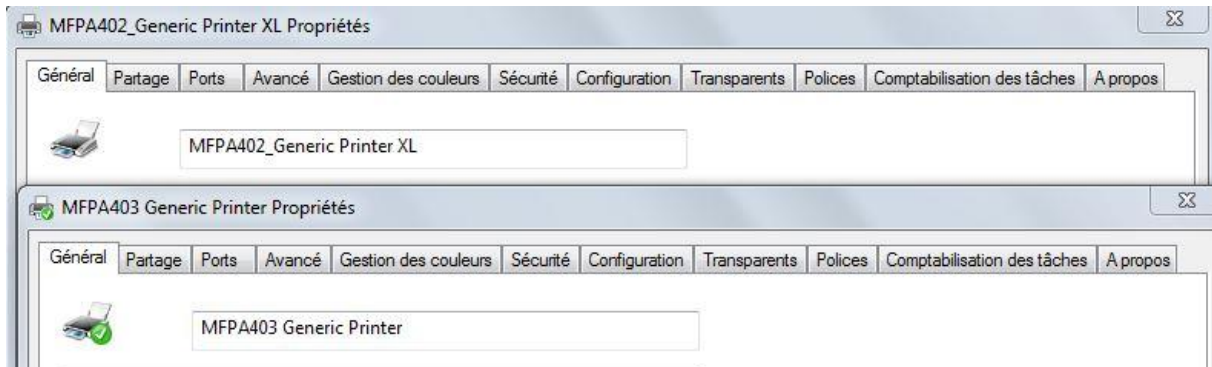 MFPA402_Generic Printer XL Propriétés
Général Partage Ports Avancé Gestion des couleurs Sécurité Configuration Transparents Polices Comptabilisation des tâches A propos
MFPA402_Generic Printer XL
MFPA403 Generic Printer Propriétés
Général Partage Ports Avancé Gestion des couleurs Sécurité Configuration Transparents Polices Comptabilisation des tâches A propos
MFPA403 Generic Printer